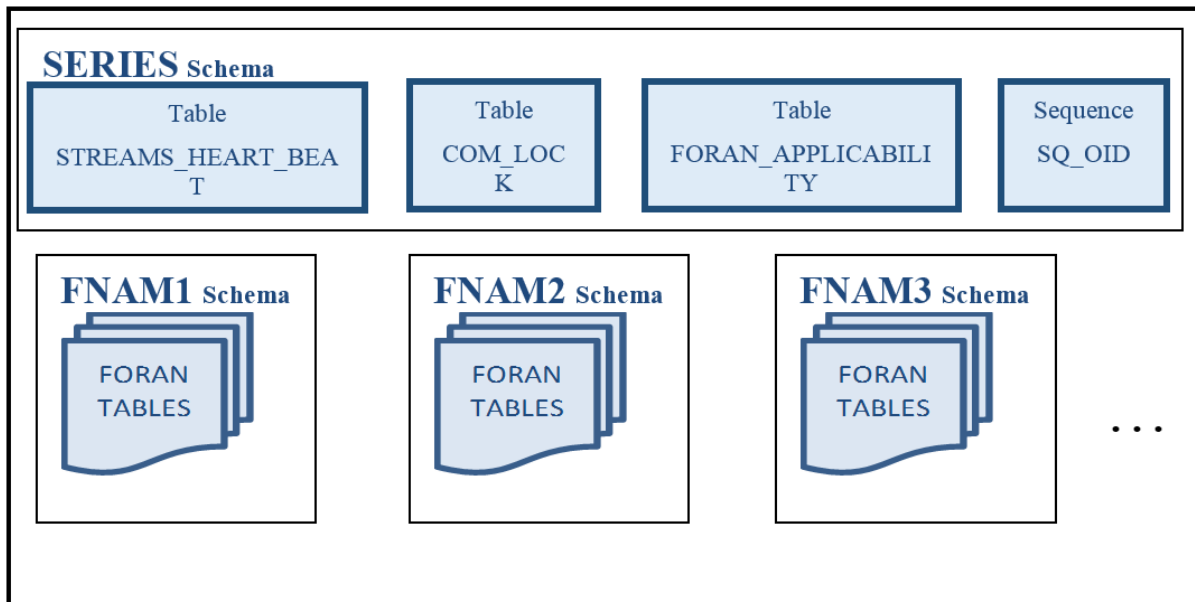 SERIES Schema
Table
STREAMS_HEART_BEA
T
Table
COM_LOC
K
Table
FORAN_APPLICABILI
TY
Sequence
SQ_OID
FNAM1 Schema
FORAN
TABLES
FNAM2 Schema
FORAN
TABLES
FNAM3 Schema
FORAN
TABLES
...